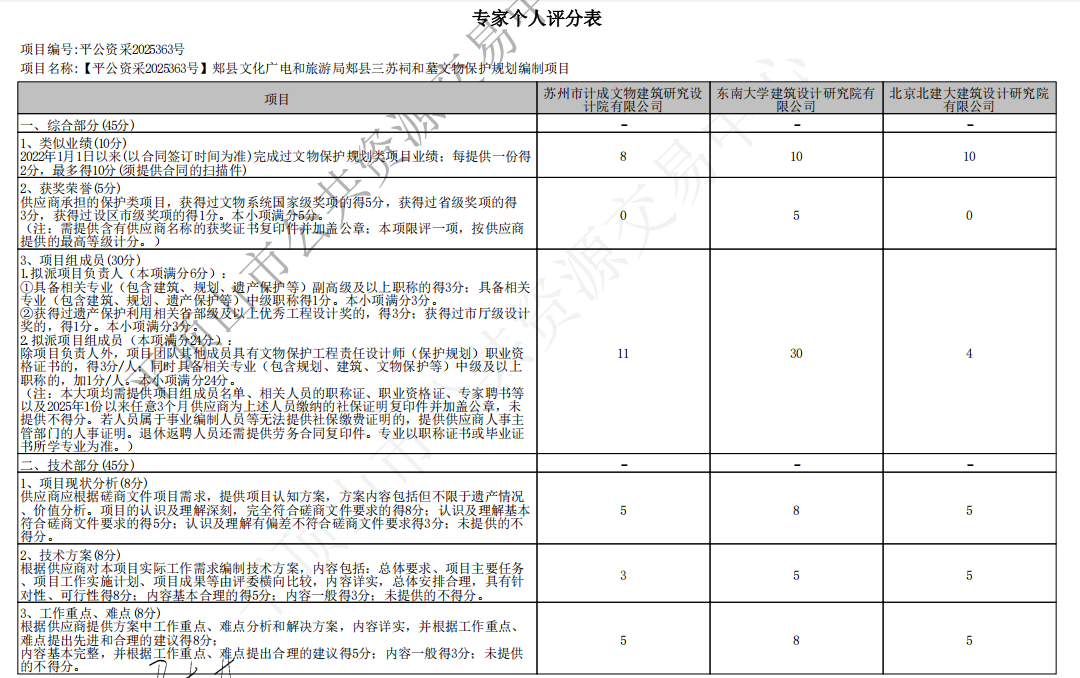 专家个人评分表
项目编号:平公资采2025363号
项目名称:【平公资采2025363号】郏县文化广电和旅游局郏县三苏祠和墓文物保护规划编制项目
项目 苏州市计成文物建筑研究设计院有限公司 东南大学建筑设计研究院有限公司 北京北建大建筑设计研究院有限公司
一、综合部分(45分) - - -
1、类似业绩(10分)
2022年1月1日以来(以合同签订时间为准)完成过文物保护规划类项目业绩;每提供一份得
2分,最多得10分(须提供合同的扫描件)
8 10 10
2、获奖荣誉(5分)
供应商承担的保护类项目,获得过文物系统国家级奖项的得5分,获得过省级奖项的得
3分,获得过设区市级奖项的得1分。本小项满分5分。
(注:需提供含有供应商名称的获奖证书复印件并加盖公章;本项限评一项,按供应商
提供的最高等级计分。)
0 5 0
3、项目组成员(30分)
1.拟派项目负责人(本项满分6分):
①具备相关专业(包含建筑、规划、遗产保护等)副高级及以上职称的得3分;具备相关
专业(包含建筑、规划、遗产保护等)中级职称得1分。本小项满分3分。
②获得过遗产保护利用相关省部级及以上优秀工程设计奖的,得3分;获得过市厅级设计
奖的,得1分。本小项满分3分。
2.拟派项目组成员(本项满分24分):
除项目负责人外,项目团队其他成员具有文物保护工程责任设计师(保护规划)职业资
格证书的,得3分/人;同时具备相关专业(包含规划、建筑、文物保护等)中级及以上
职称的,加1分/人。本小项满分24分。
(注:本大项均需提供项目组成员名单、相关人员的职称证、职业资格证、专家聘书等
以及2025年1份以来任意3个月供应商为上述人员缴纳的社保证明复印件并加盖公章,未
提供不得分。若人员属于事业编制人员等无法提供社保缴费证明的,提供供应商人事主
管部门的人事证明。退休返聘人员还需提供劳务合同复印件。专业以职称证书或毕业证
书所学专业为准。)
11 30 4
二、技术部分(45分) - - -
1、项目现状分析(8分)
供应商应根据磋商文件项目需求,提供项目认知方案,方案内容包括但不限于遗产情况
、价值分析。项目的认识及理解深刻,完全符合磋商文件要求的得8分;认识及理解基本
符合磋商文件要求的得5分;认识及理解有偏差不符合磋商文件要求得3分;未提供的不
得分。
5 8 5
2、技术方案(8分)
根据供应商对本项目实际工作需求编制技术方案,内容包括:总体要求、项目主要任务
、项目工作实施计划、项目成果等由评委横向比较,内容详实,总体安排合理,具有针
对性、可行性得8分;内容基本合理的得5分;内容一般得3分;未提供的不得分。
3 5 5
3、工作重点、难点(8分)
根据供应商提供方案中工作重点、难点分析和解决方案,内容详实,并根据工作重点、
难点提出先进和合理的建议得8分;
内容基本完整,并根据工作重点、难点提出合理的建议得5分;内容一般得3分;未提供
的不得分。
5 8 5
平顶山市公共资源交易中心
平顶山市公共资源交易中心